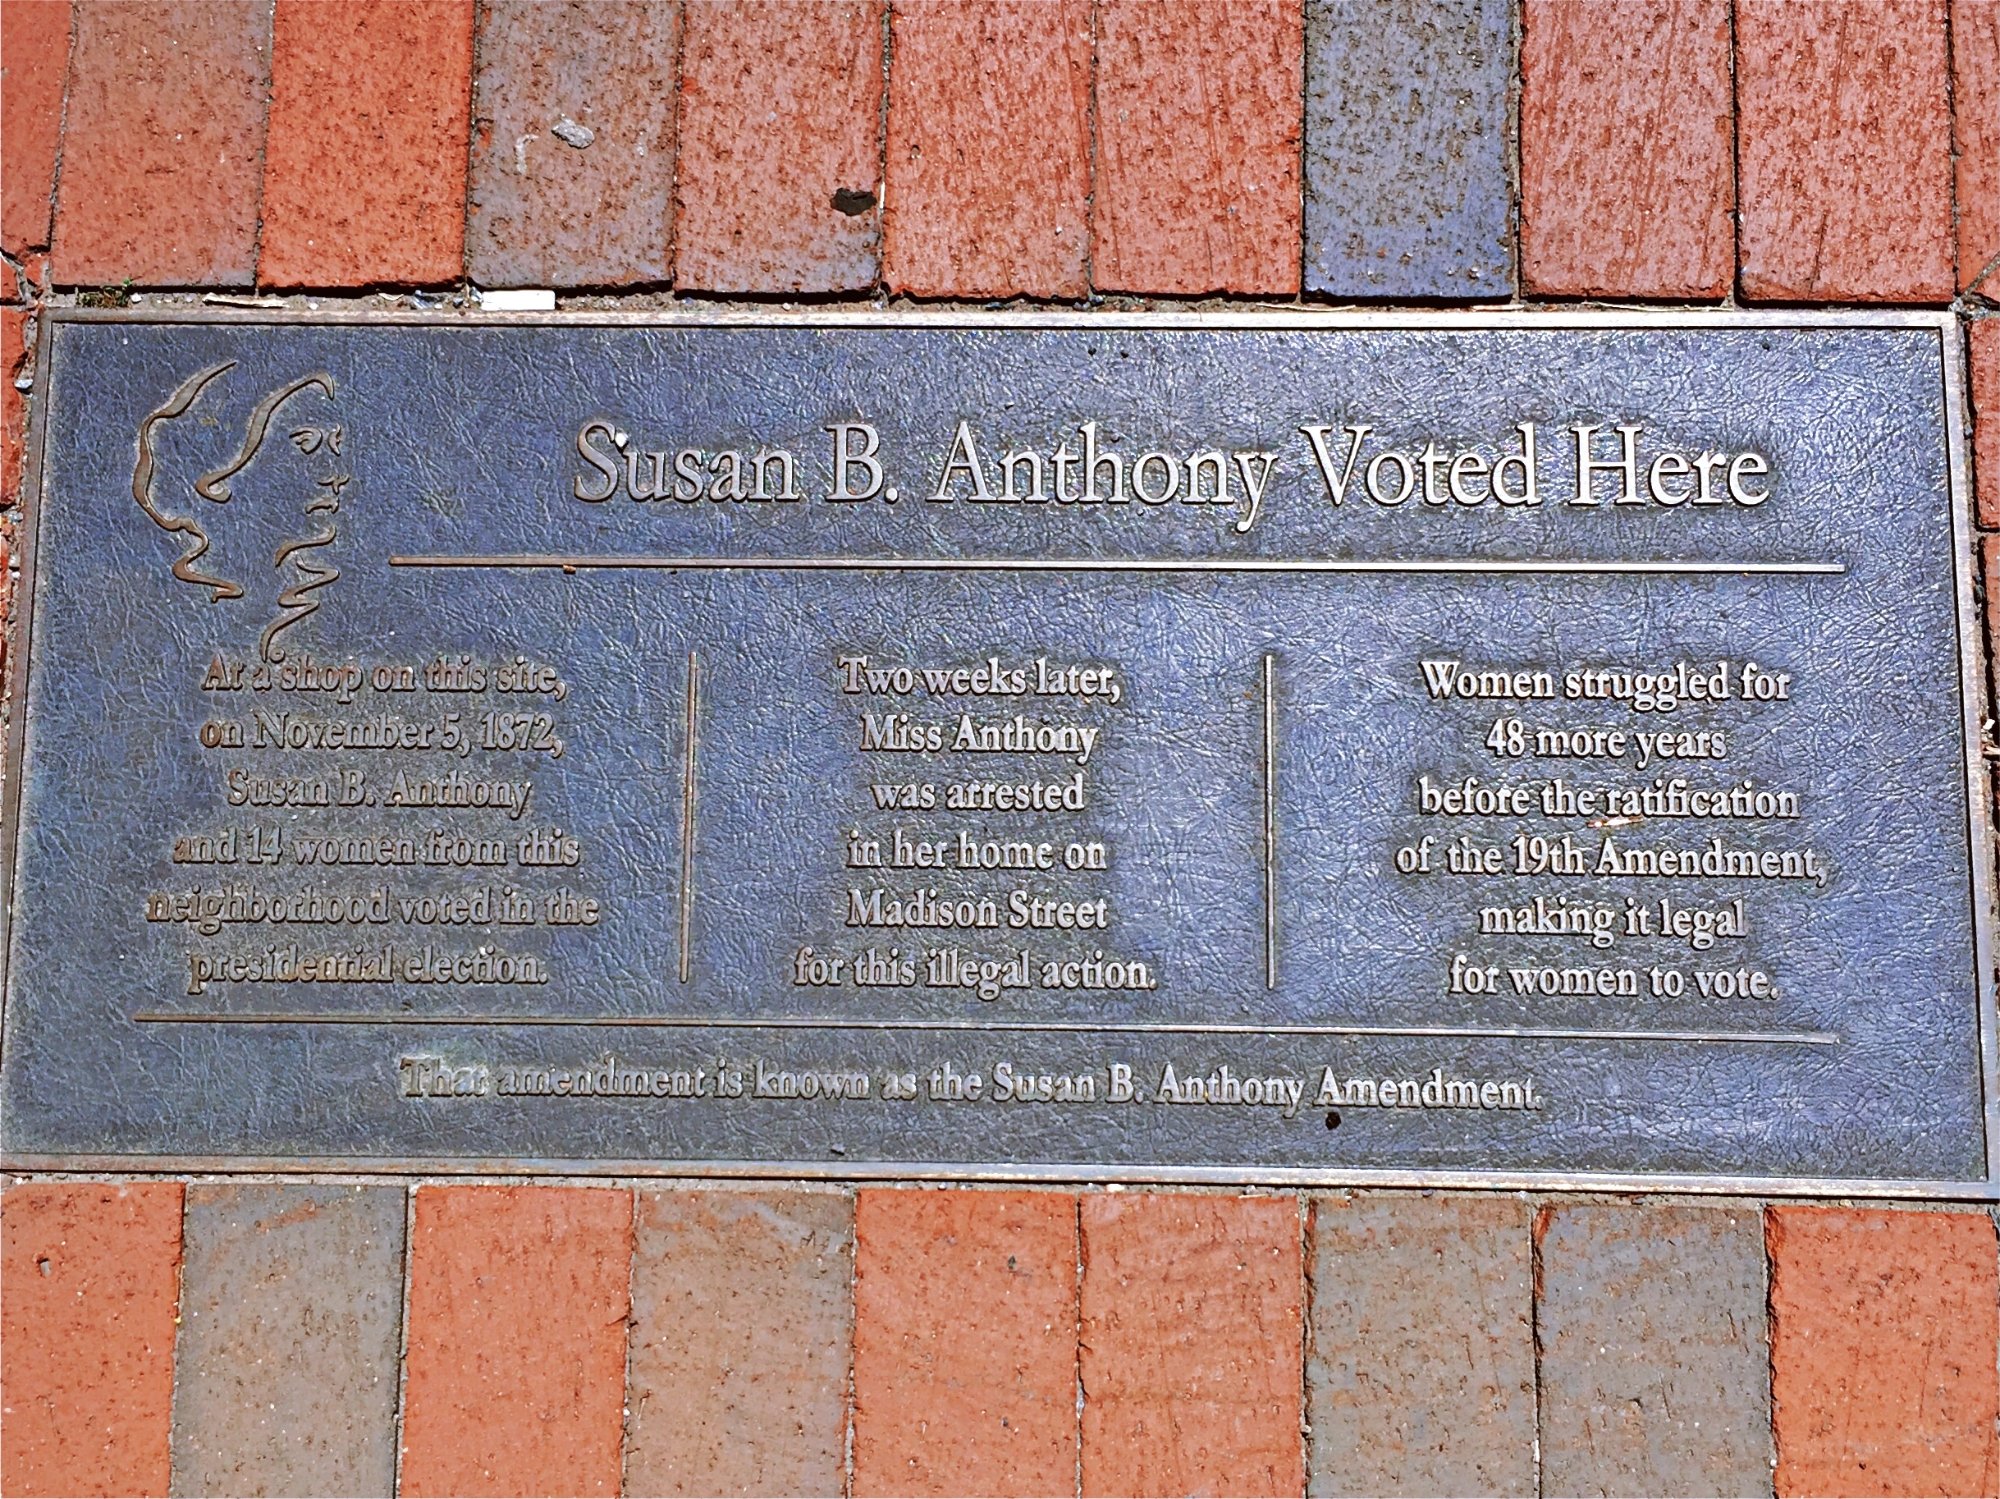 Susan B. Anthony Voted Here
At a shop on this site,
on November 5, 1872,
Susan B. Anthony
and 14 women from this
neighborhood voted in the
presidential election.
Two weeks later,
Miss Anthony
was arrested
in her home on
Madison Street
for this illegal action.
Women struggled for
48 more years
before the ratification
of the 19th Amendment,
making it legal
for women to vote.
That amendment is known as the Susan B. Anthony Amendment.